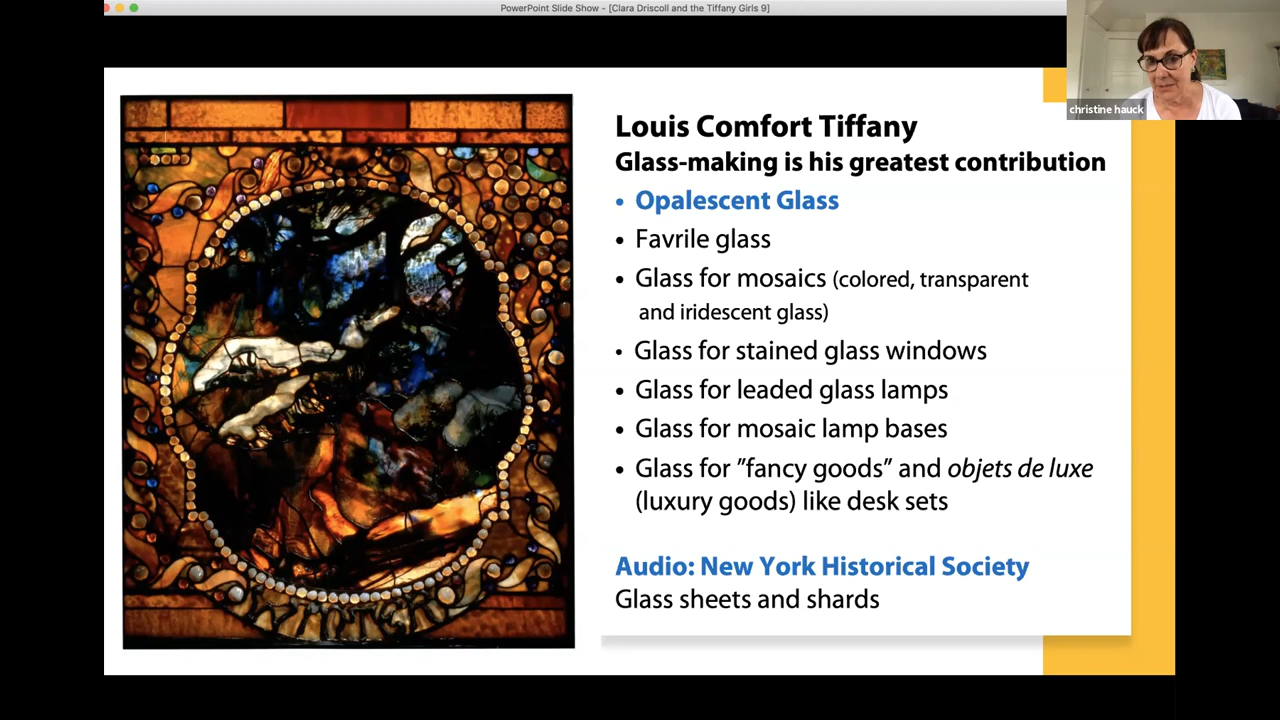 PowerPoint Slide Show - [Clara Driscoll and the Tiffany Girls 9]
christine hauck
Louis Comfort Tiffany
Glass-making is his greatest contribution
• Opalescent Glass
• Favrile glass
• Glass for mosaics (colored, transparent
and iridescent glass)
• Glass for stained glass windows
• Glass for leaded glass lamps
• Glass for mosaic lamp bases
• Glass for ”fancy goods” and objets de luxe
(luxury goods) like desk sets
Audio: New York Historical Society
Glass sheets and shards